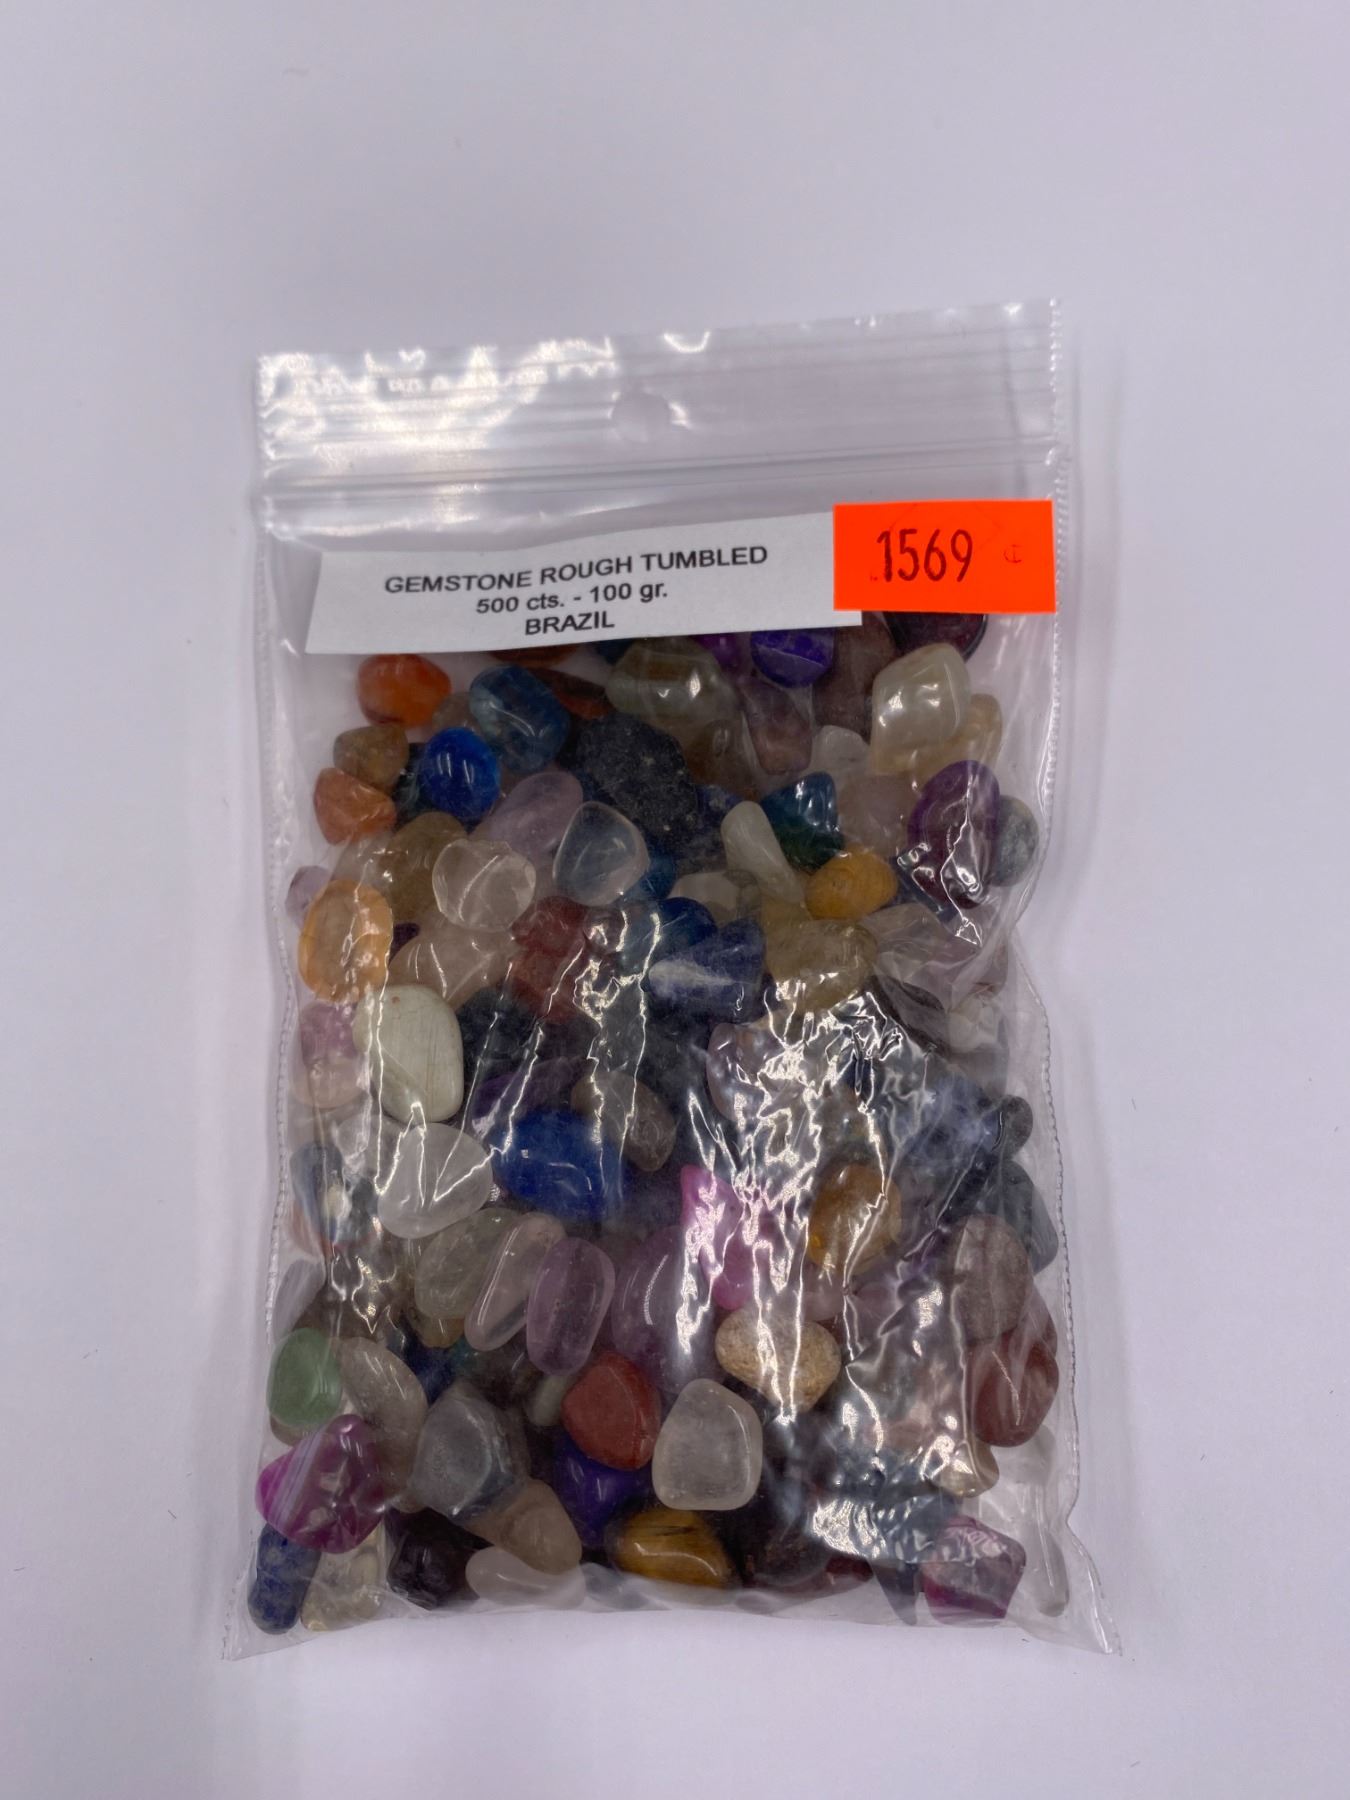 GEMSTONE ROUGH TUMBLED
500 cts. - 100 gr.
BRAZIL
1569